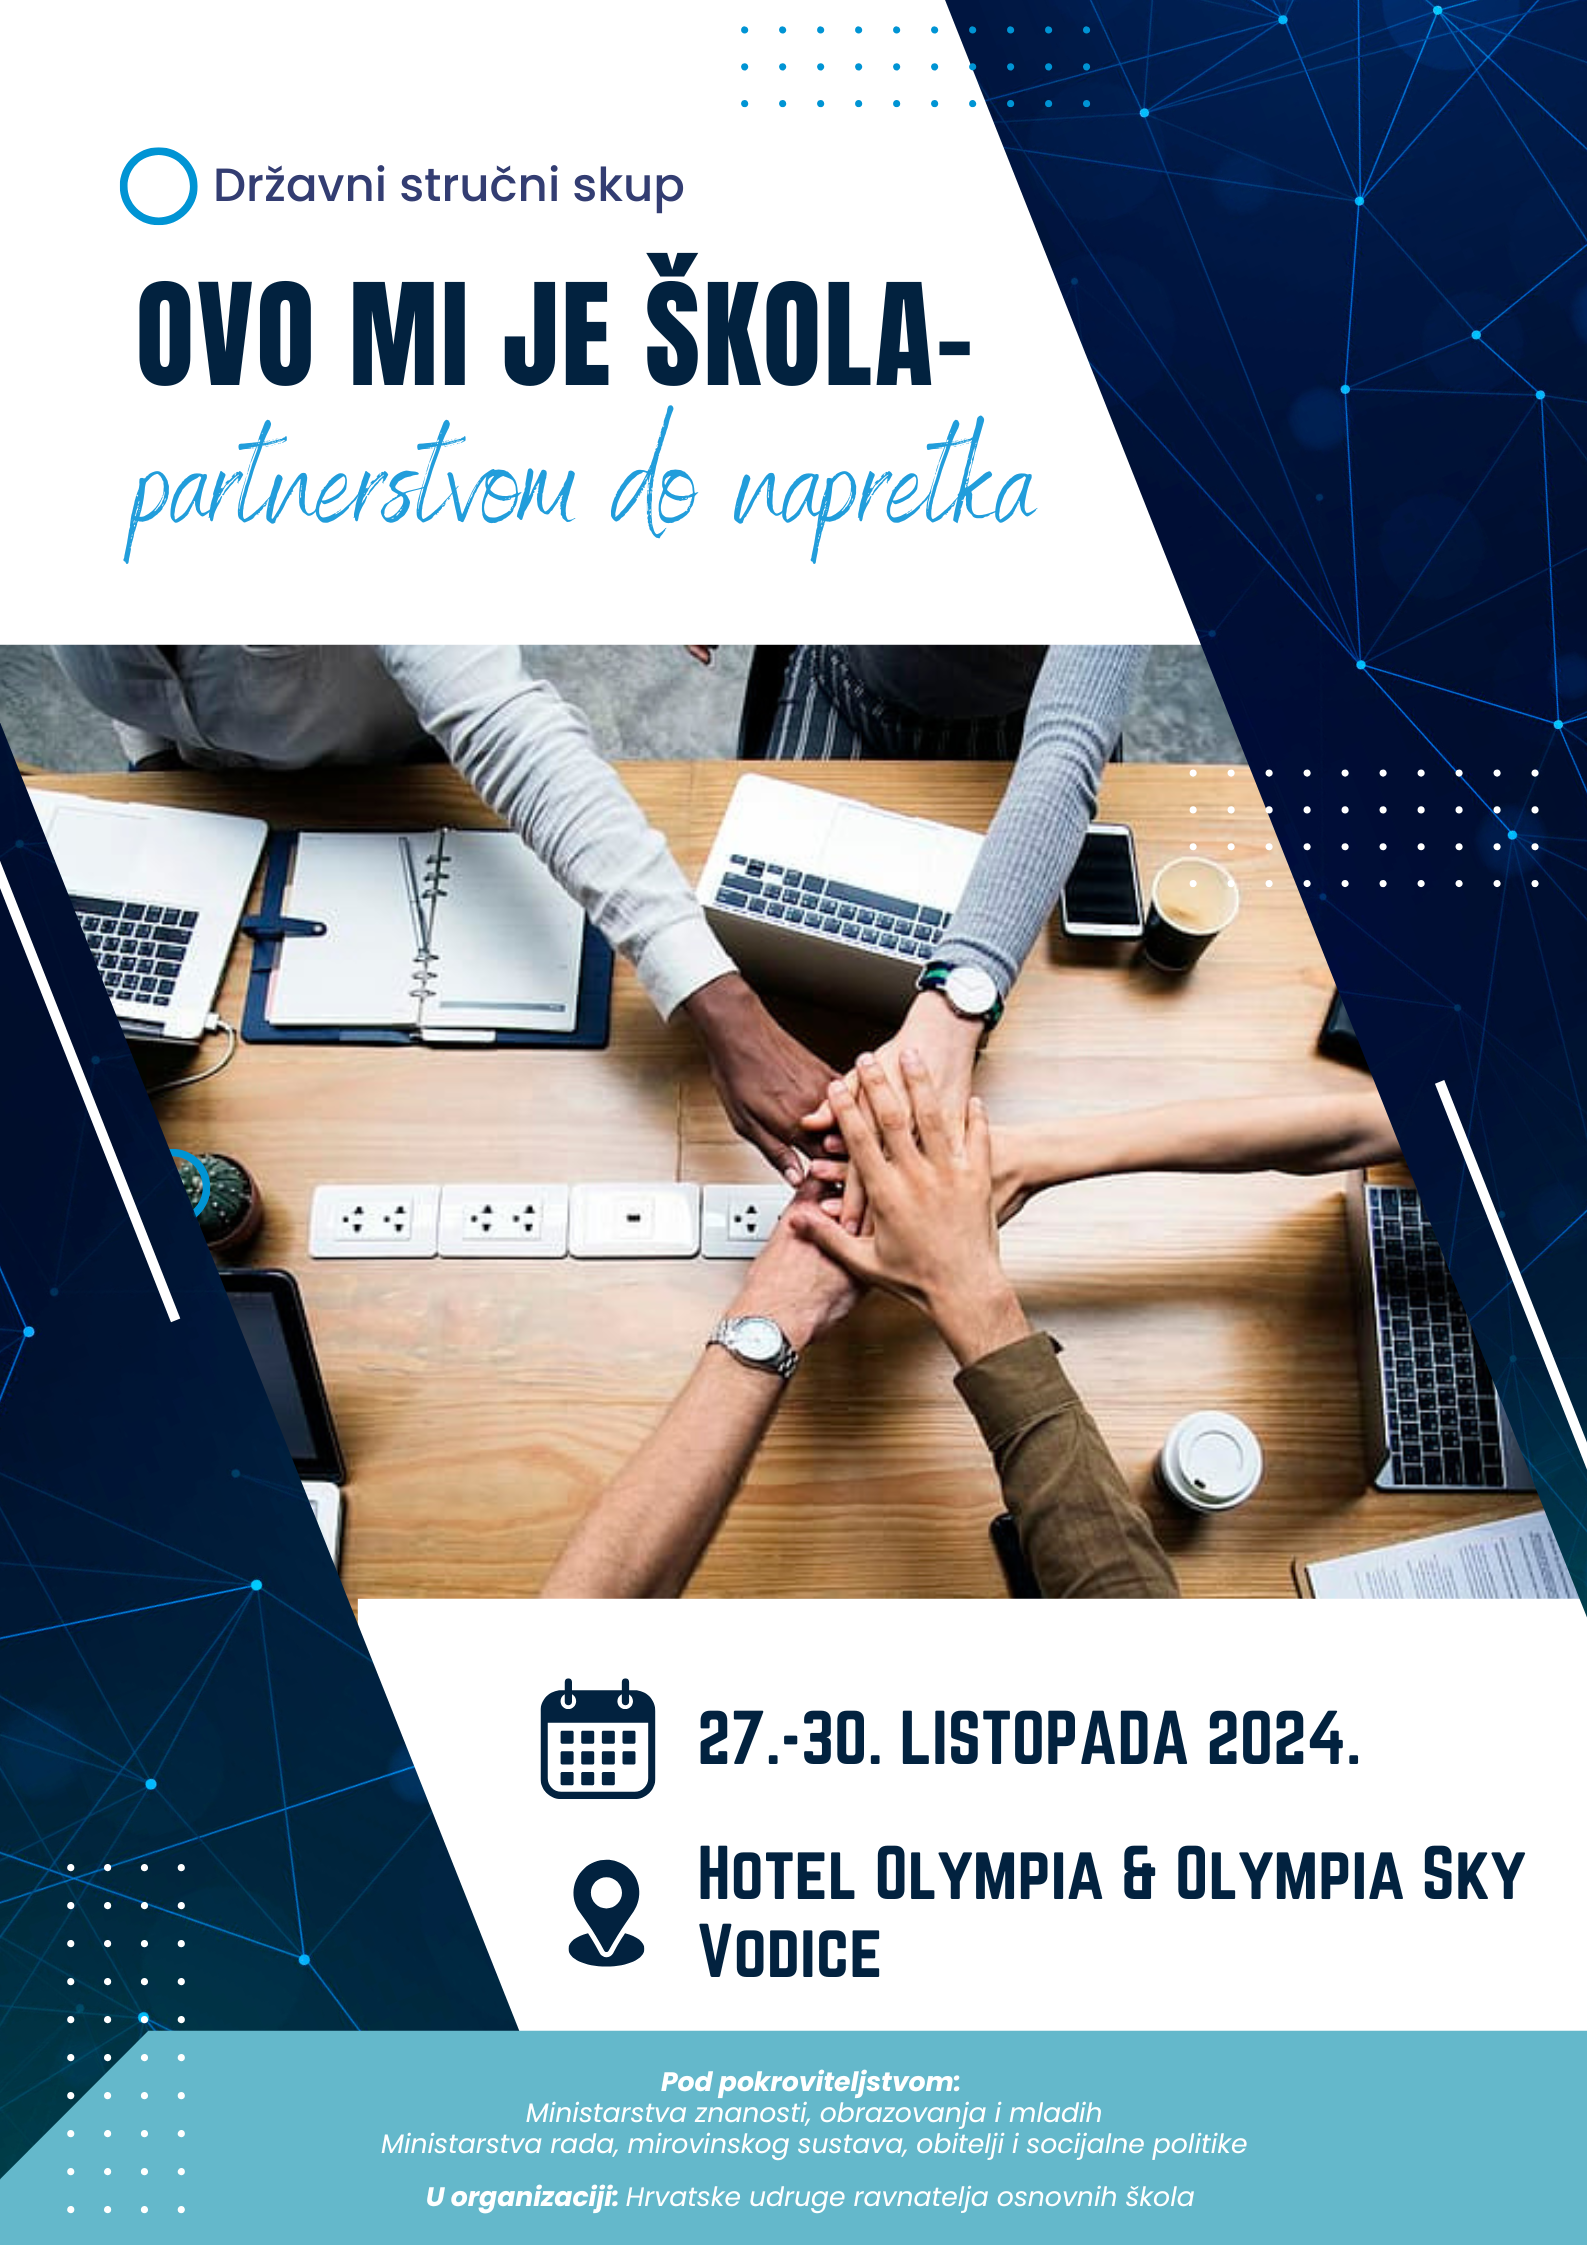 Državni stručni skup
OVO MI JE ŠKOLA-
partnerstvom do napretka
27.-30. LISTOPADA 2024.
HOTEL OLYMPIA & OLYMPIA SKY
VODICE
Pod pokroviteljstvom:
Ministarstva znanosti, obrazovanja i mladih
Ministarstva rada, mirovinskog sustava, obitelji i socijalne politike
U organizaciji: Hrvatske udruge ravnatelja osnovnih škola